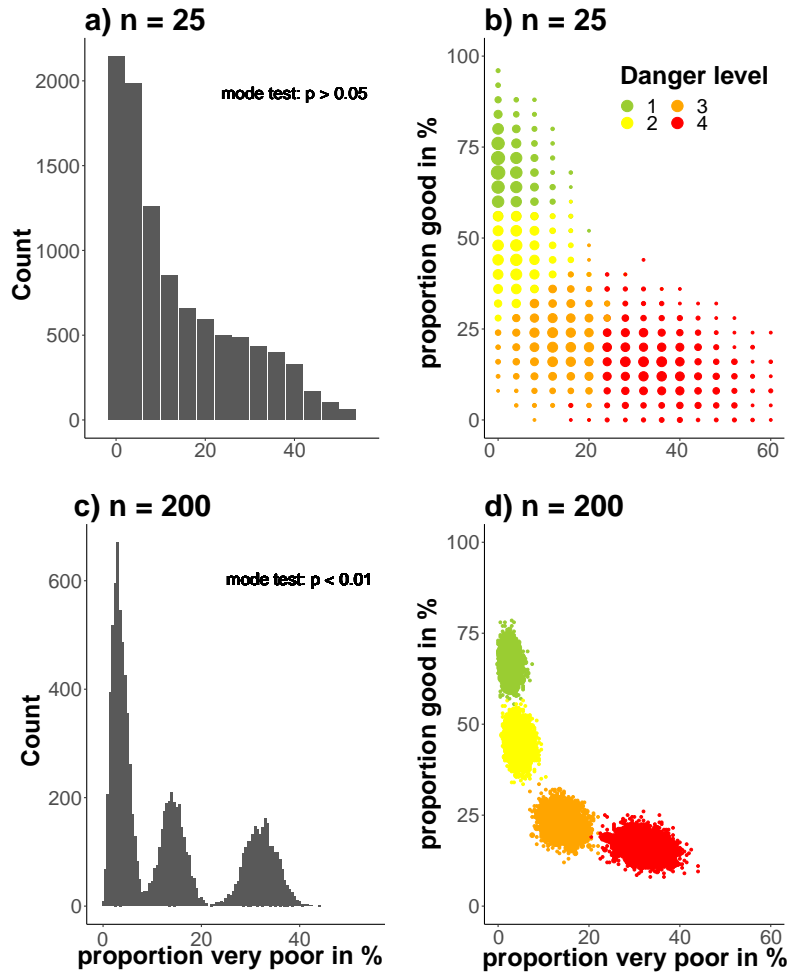 a) n = 25
mode test: p > 0.05
Count
2000
1500
1000
500
0
0
20
40
b) n = 25
Danger level
1
3
2
4
proportion good in %
100
75
50
25
0
0
20
40
60
c) n = 200
mode test: p < 0.01
Count
600
400
200
0
0
20
40
proportion very poor in %
d) n = 200
proportion good in %
100
75
50
25
0
0
20
40
60
proportion very poor in %